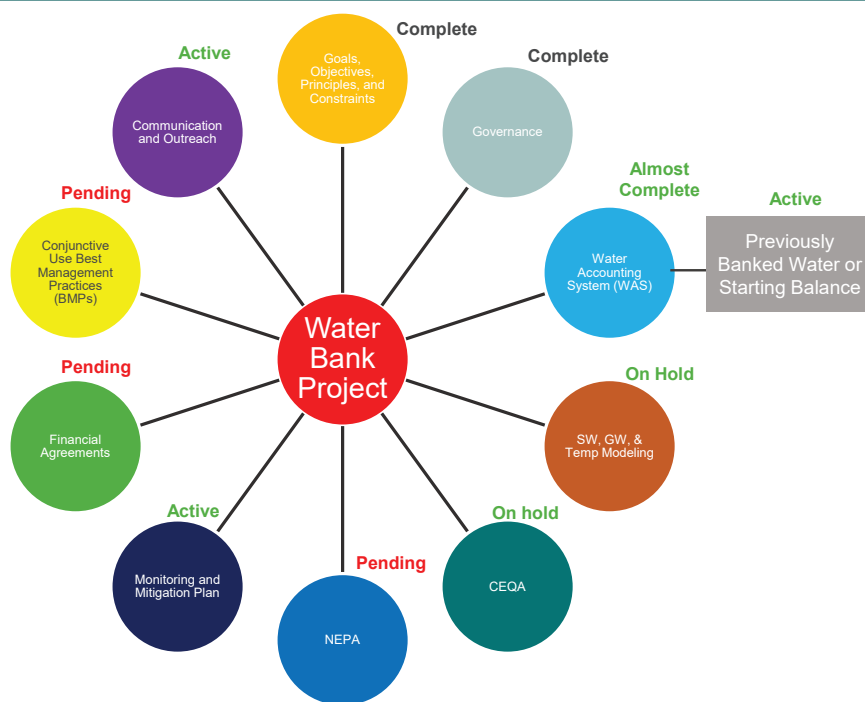 Complete
Goals,
Objectives,
Principles, and
Constraints
Complete
Governance
Almost
Complete
Water
Accounting
System (WAS)
Active
Previously
Banked Water or
Starting Balance
On Hold
SW, GW, &
Temp Modeling
On hold
CEQA
Pending
NEPA
Active
Monitoring and
Mitigation Plan
Pending
Financial
Agreements
Pending
Conjunctive
Use Best
Management
Practices
(BMPs)
Active
Communication
and Outreach
Water
Bank
Project